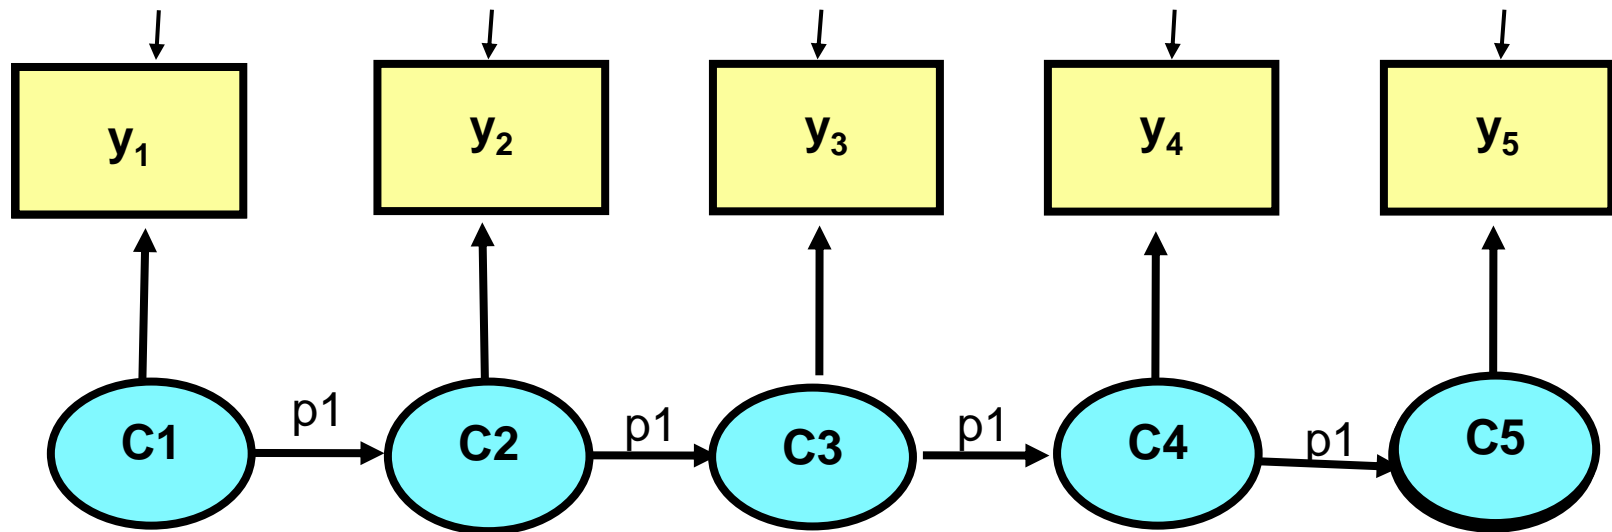 y₁ y₂ y₃ y₄ y₅
p1 p1 p1 p1
C1 C2 C3 C4 C5